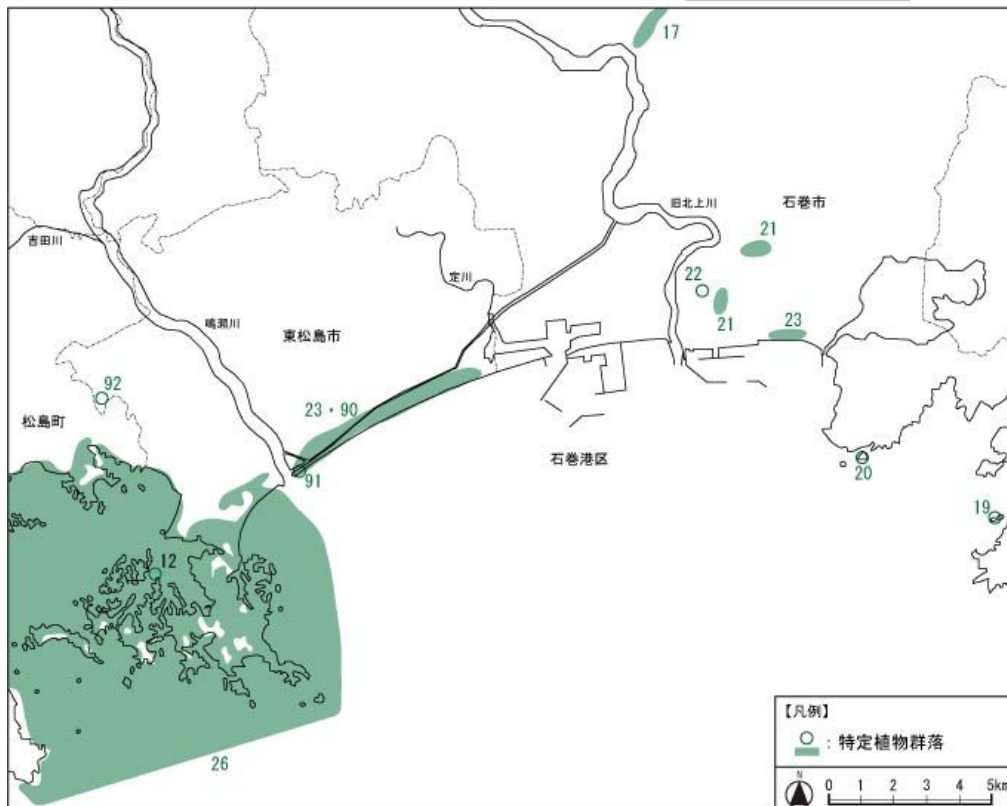 17
旧北上川
石巻市
吉田川
21
定川
22
鳴瀬川
21
東松島市
23
92
23・90
松島町
石巻港区
20
91
19
12
26
【凡例】
：特定植物群落
N
0 1 2 3 4 5km